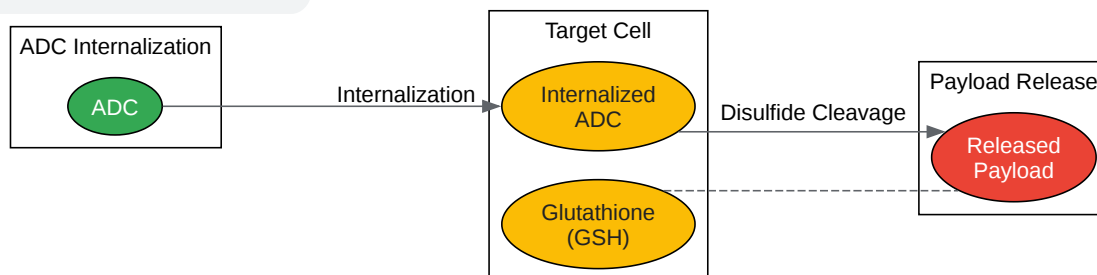 ADC Internalization
ADC
Internalization
Target Cell
Internalized
ADC
Glutathione
(GSH)
Disulfide Cleavage
Payload Release
Released
Payload